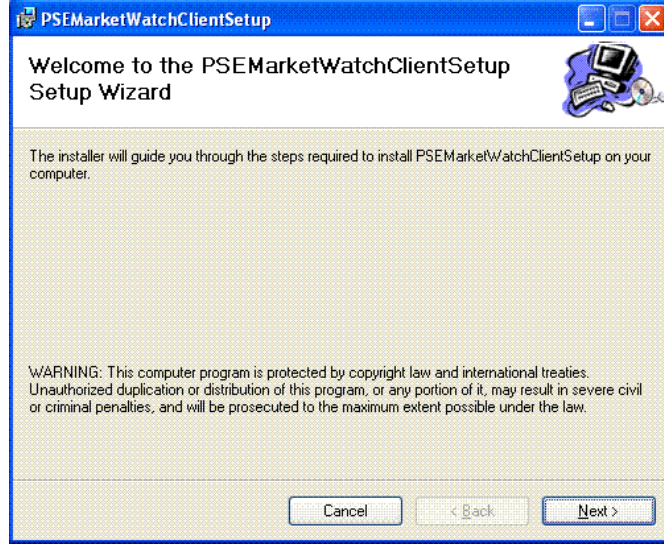 PSEMarketWatchClientSetup
Welcome to the PSEMarketWatchClientSetup
Setup Wizard
The installer will guide you through the steps required to install PSEMarketWatchClientSetup on your
computer.
WARNING: This computer program is protected by copyright law and international treaties.
Unauthorized duplication or distribution of this program, or any portion of it, may result in severe civil
or criminal penalties, and will be prosecuted to the maximum extent possible under the law.
Cancel < Back Next >